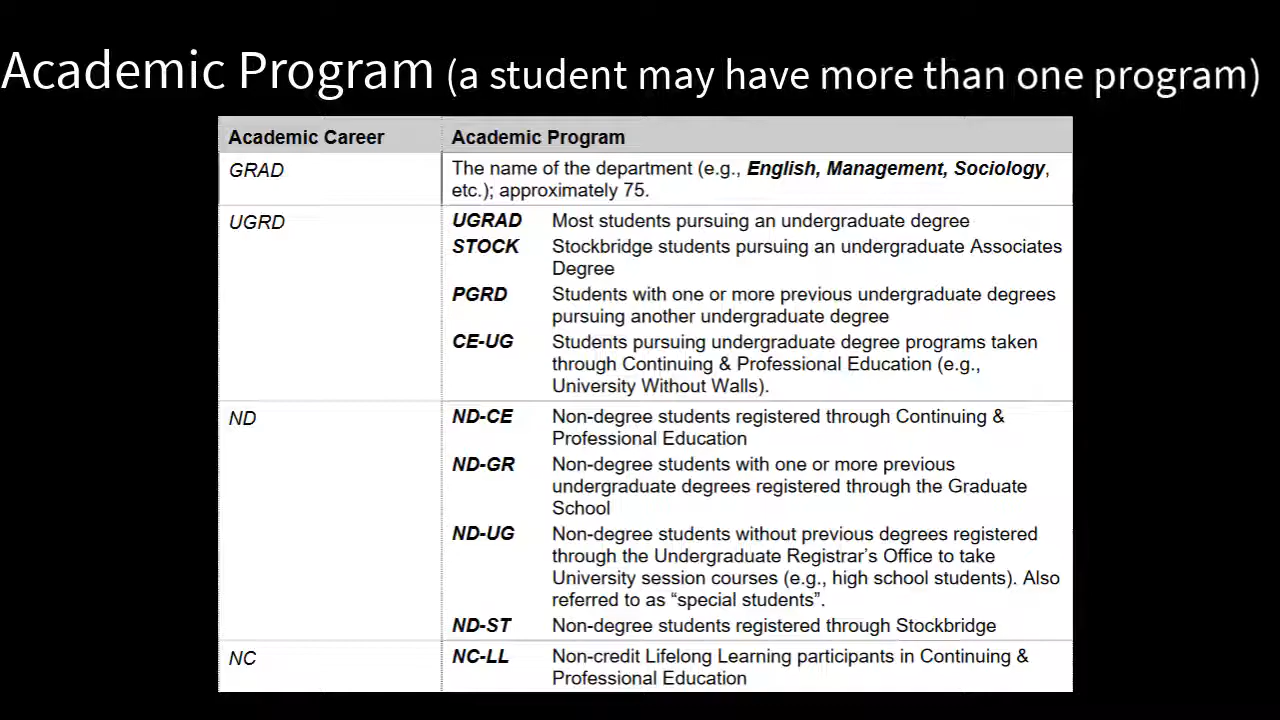 Academic Program (a student may have more than one program)
Academic Career Academic Program
GRAD The name of the department (e.g., English, Management, Sociology,
etc.); approximately 75.
UGRD UGRAD Most students pursuing an undergraduate degree
STOCK Stockbridge students pursuing an undergraduate Associates
Degree
PGRD Students with one or more previous undergraduate degrees
pursuing another undergraduate degree
CE-UG Students pursuing undergraduate degree programs taken
through Continuing & Professional Education (e.g.,
University Without Walls).
ND ND-CE Non-degree students registered through Continuing &
Professional Education
ND-GR Non-degree students with one or more previous
undergraduate degrees registered through the Graduate
School
ND-UG Non-degree students without previous degrees registered
through the Undergraduate Registrar’s Office to take
University session courses (e.g., high school students). Also
referred to as “special students”.
ND-ST Non-degree students registered through Stockbridge
NC NC-LL Non-credit Lifelong Learning participants in Continuing &
Professional Education